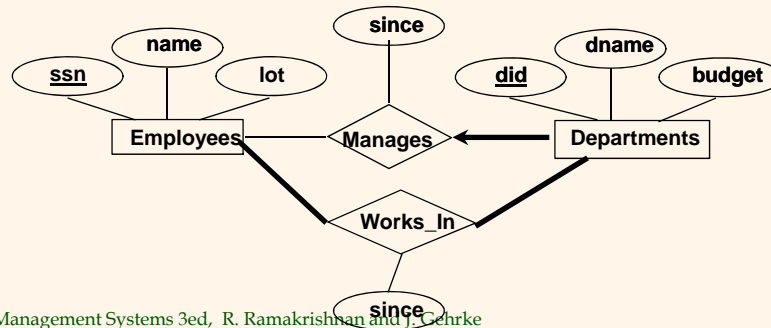 since
name
dname
ssn
lot
did
budget
Employees
Manages
Departments
Works_In
since
Management Systems 3ed, R. Ramakrishnan and J. Gehrke